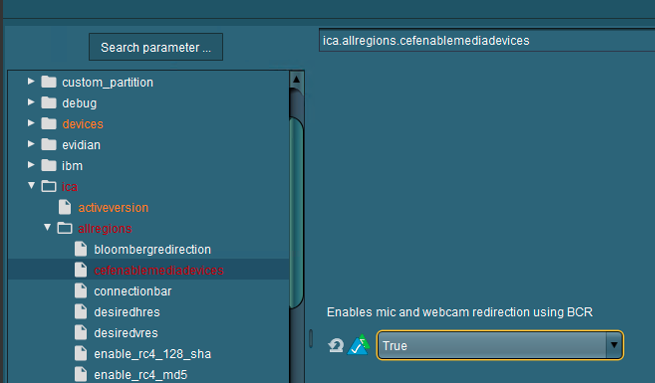 Search parameter ...
ica.allregions.cefenablemediadevices
custom_partition
debug
devices
evidian
ibm
ica
activeversion
allregions
bloombergredirection
cefenablemediadevices
connectionbar
desiredhres
desiredvres
enable_rc4_128_sha
enable_rc4_md5
Enables mic and webcam redirection using BCR
True